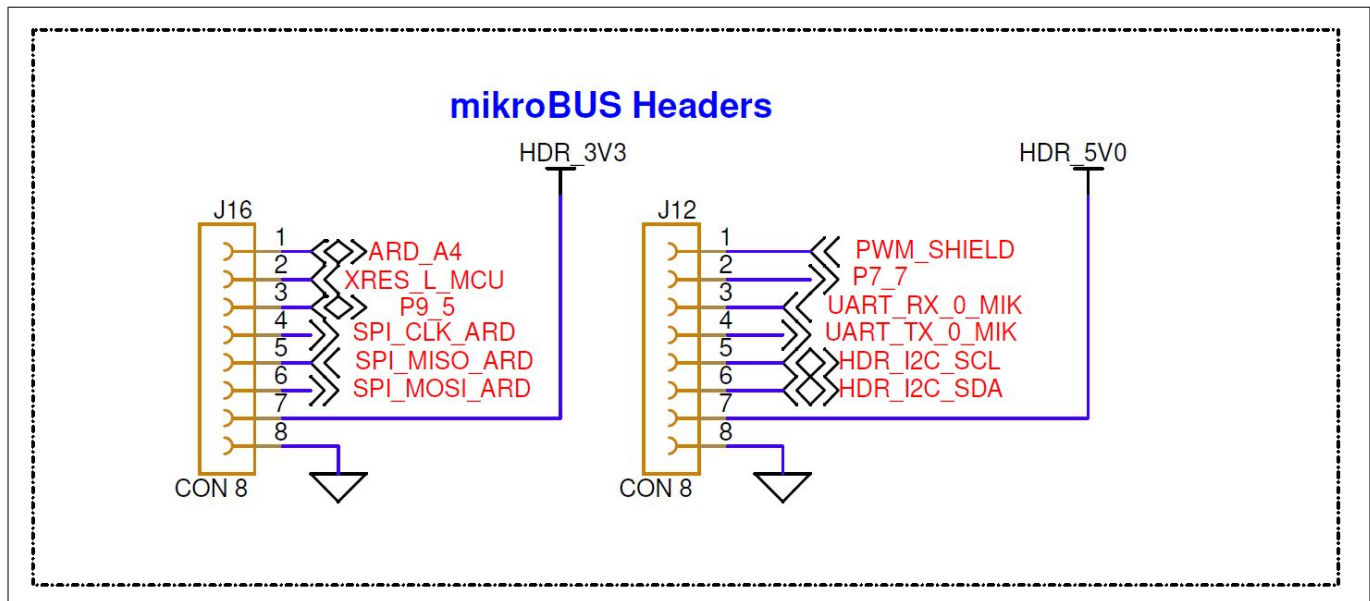 mikroBUS Headers
HDR_3V3
HDR_5V0
J16
1 ARD_A4
2 XRES_L_MCU
3 P9_5
4 SPI_CLK_ARD
5 SPI_MISO_ARD
6 SPI_MOSI_ARD
7
8
CON 8
J12
1 PWM_SHIELD
2 P7_7
3 UART_RX_0_MIK
4 UART_TX_0_MIK
5 HDR_I2C_SCL
6 HDR_I2C_SDA
7
8
CON 8